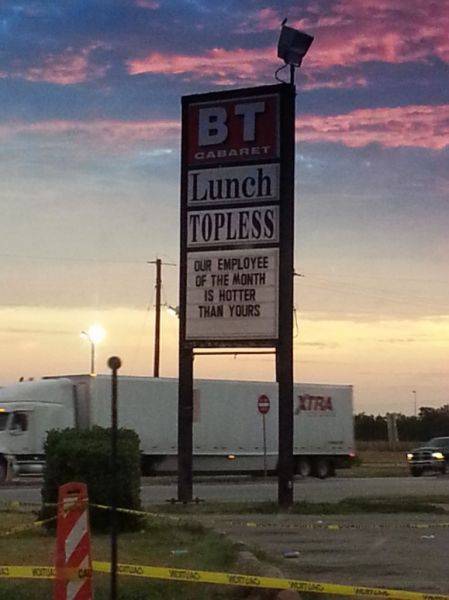 BT
CABARET
Lunch
TOPLESS
OUR EMPLOYEE
OF THE MONTH
IS HOTTER
THAN YOURS
XTRA